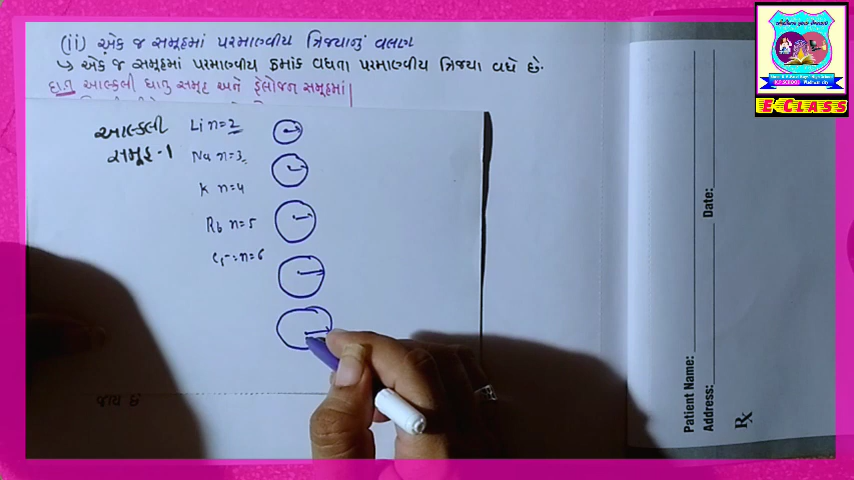 (ii) એક જ સમૂહમાં પરમાણ્વીય ત્રિજ્યાનું વલણ
↳ એક જ સમૂહમાં પરમાણ્વીય ક્રમાંક વધતા પરમાણ્વીય ત્રિજ્યા વધે છે.
દા.ત આલ્કલી ધાતુ સમૂહ અને હેલોજન સમૂહમાં
આલ્કલી
સમૂહ-1
Li n=2
Na n=3
K n=4
Rb n=5
n=6
જાય છે
E CLASS
Patient Name:
Address:
Date:
Rx